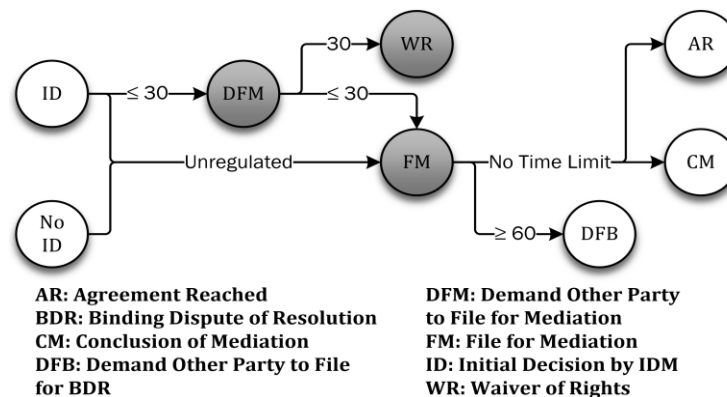 30
WR
AR
ID
≤ 30
DFM
≤ 30
Unregulated
FM
No Time Limit
CM
No
ID
≥ 60
DFB
AR: Agreement Reached
BDR: Binding Dispute of Resolution
CM: Conclusion of Mediation
DFB: Demand Other Party to File
for BDR
DFM: Demand Other Party
to File for Mediation
FM: File for Mediation
ID: Initial Decision by IDM
WR: Waiver of Rights